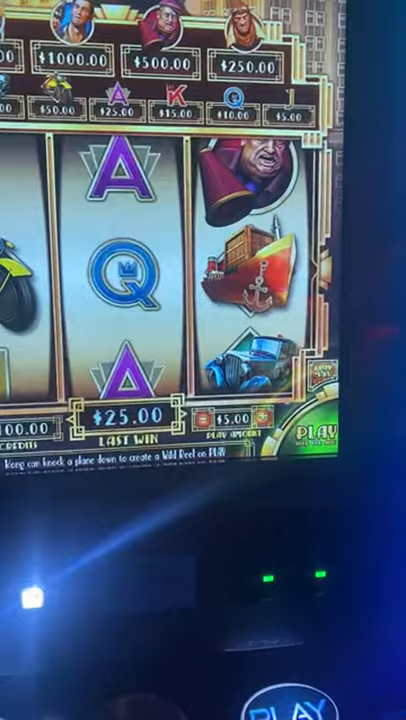 $1000.00 $500.00 $250.00
$50.00 $25.00 $15.00 $10.00 $5.00
A K Q J
A
Q
A
$25.00 $5.00
CREDITS LAST WIN PLAY AMOUNT PLAY
Kong can knock a plane down to create a Wild Reel on PLAY
PLAY